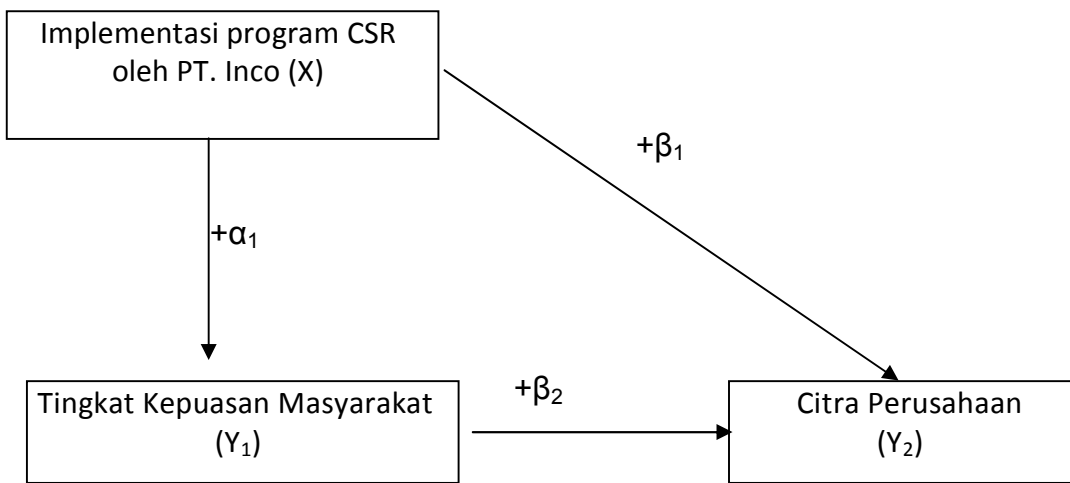 Implementasi program CSR
oleh PT. Inco (X)
+β₁
+α₁
Tingkat Kepuasan Masyarakat
(Y₁)
+β₂
Citra Perusahaan
(Y₂)